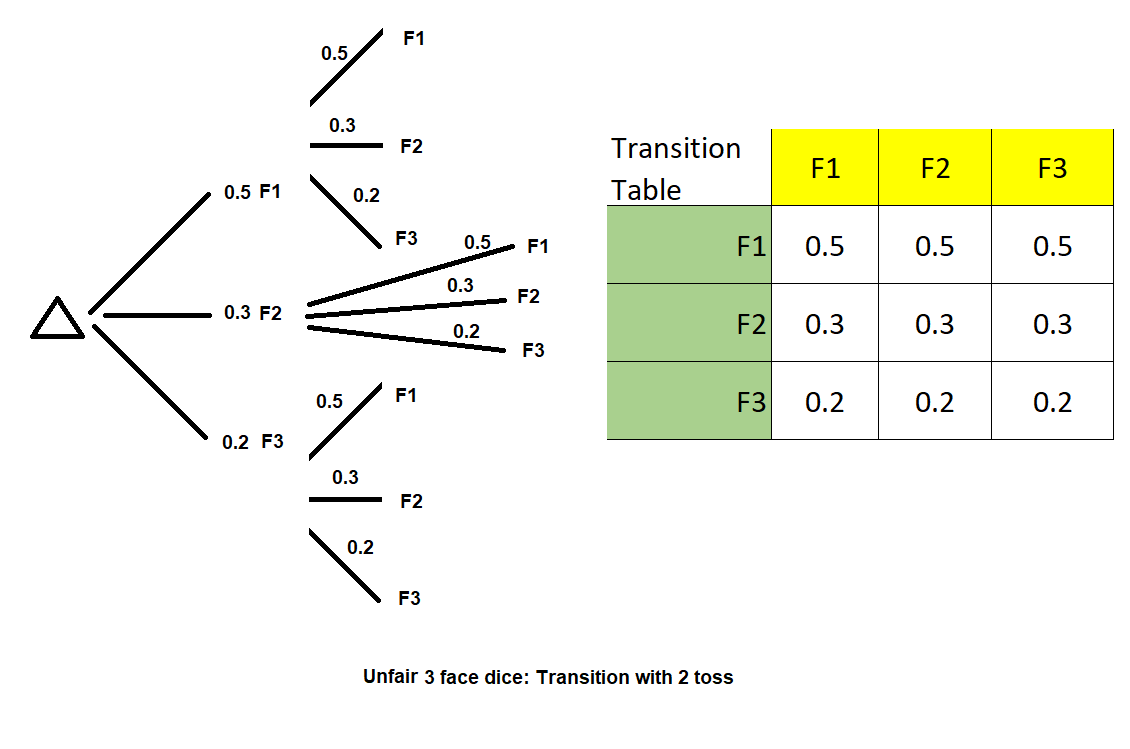 0.5 F1
0.3 F2
0.2 F3
0.5 F1
0.3 F2
0.2 F3
0.5 F1
0.3 F2
0.2 F3
0.5 F1
0.3 F2
0.2 F3
Transition
Table
F1 F2 F3
F1 0.5 0.5 0.5
F2 0.3 0.3 0.3
F3 0.2 0.2 0.2
Unfair 3 face dice: Transition with 2 toss